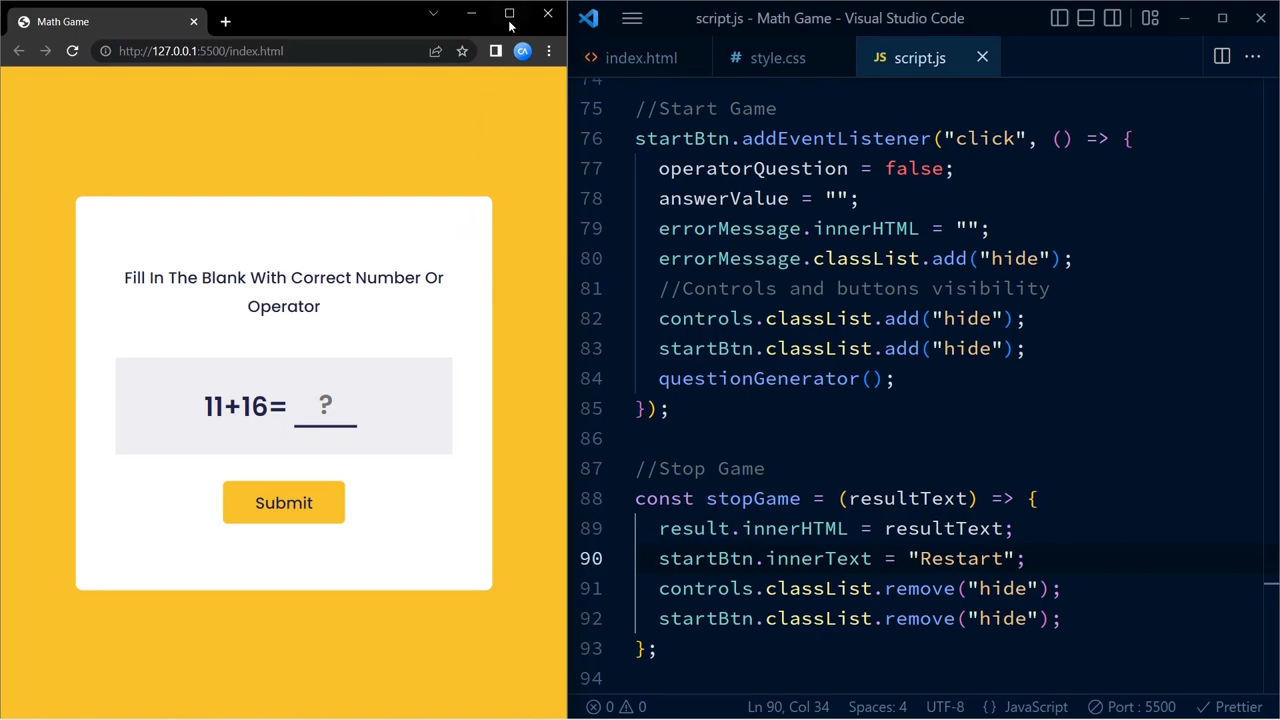 Math Game
http://127.0.0.1:5500/index.html
Fill In The Blank With Correct Number Or
Operator
11+16= ?
Submit
script.js - Math Game - Visual Studio Code
index.html
# style.css
JS script.js
74
75 //Start Game
76 startBtn.addEventListener("click", () => {
77 operatorQuestion = false;
78 answerValue = "";
79 errorMessage.innerHTML = "";
80 errorMessage.classList.add("hide");
81 //Controls and buttons visibility
82 controls.classList.add("hide");
83 startBtn.classList.add("hide");
84 questionGenerator();
85 });
86
87 //Stop Game
88 const stopGame = (resultText) => {
89 result.innerHTML = resultText;
90 startBtn.innerText = "Restart";
91 controls.classList.remove("hide");
92 startBtn.classList.remove("hide");
93 };
94
0 0 Ln 90, Col 34 Spaces: 4 UTF-8 {} JavaScript Port : 5500 Prettier